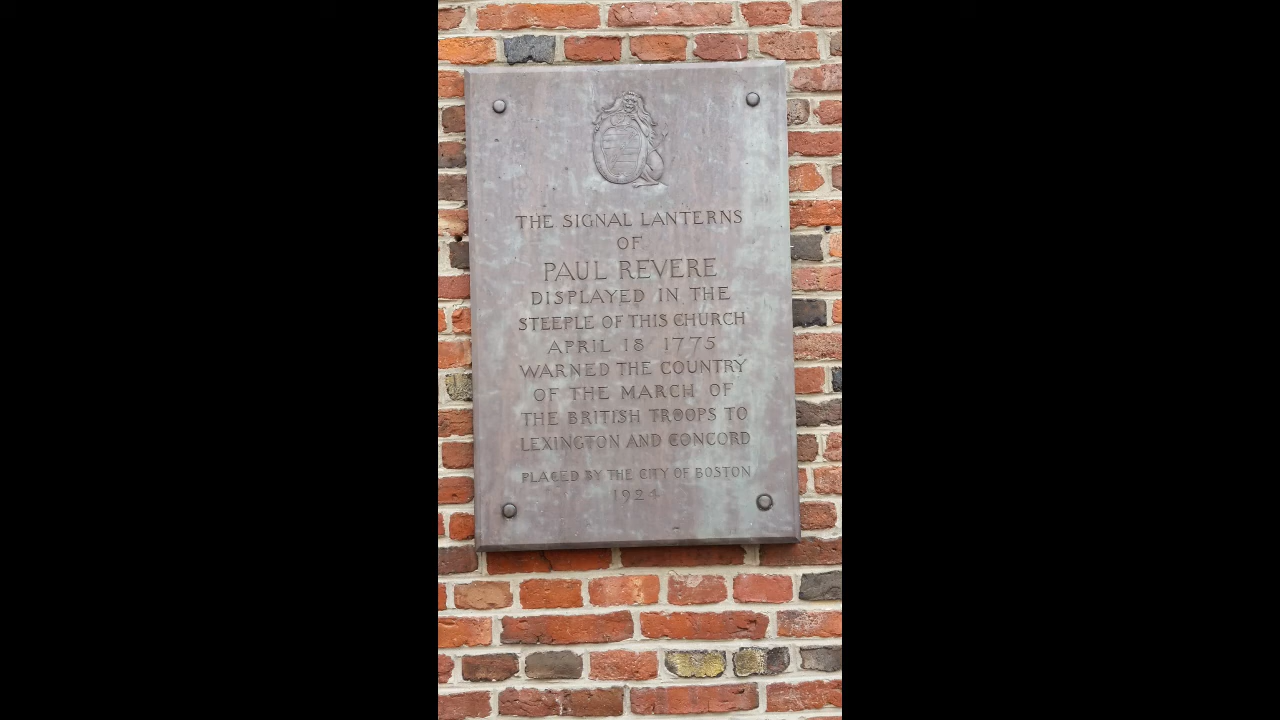 THE SIGNAL LANTERNS
OF
PAUL REVERE
DISPLAYED IN THE
STEEPLE OF THIS CHURCH
APRIL 18 1775
WARNED THE COUNTRY
OF THE MARCH OF
THE BRITISH TROOPS TO
LEXINGTON AND CONCORD
PLACED BY THE CITY OF BOSTON
1924